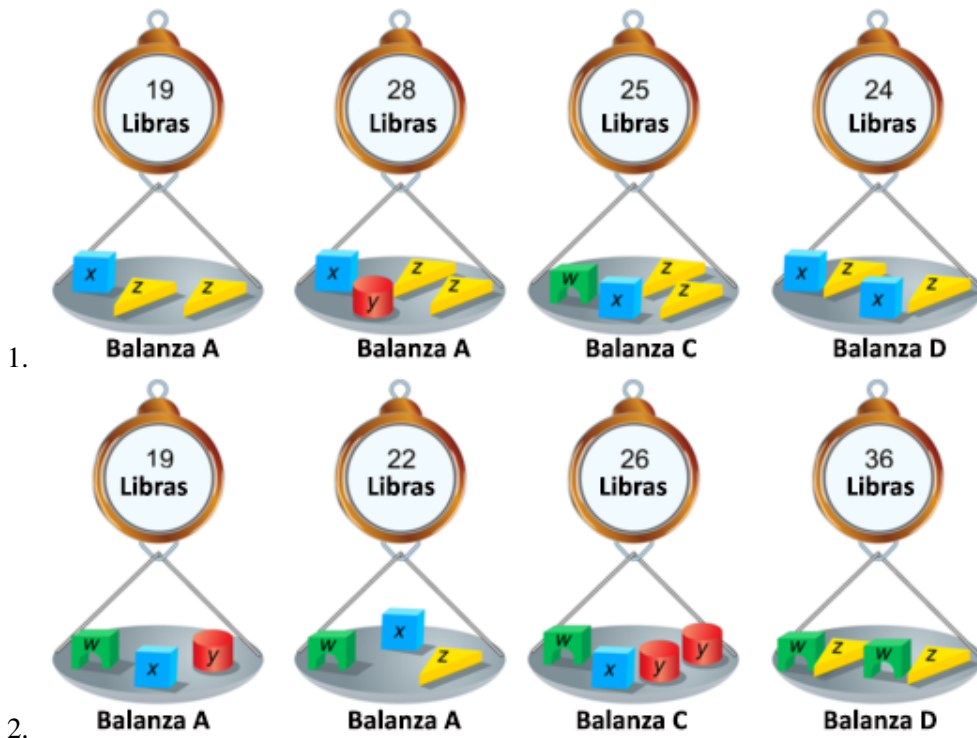 19 28 25 24
Libras Libras Libras Libras
x z z x y z z w x z z x z x z
Balanza A Balanza A Balanza C Balanza D
1.
19 22 26 36
Libras Libras Libras Libras
w x y w x z w x y y w z w z
Balanza A Balanza A Balanza C Balanza D
2.